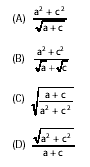 (A) (a² + c²)/√(a+c)
(B) (a² + c²)/(√a + √c)
(C) √((a + c)/(a² + c²))
(D) √(a² + c²)/(a + c)